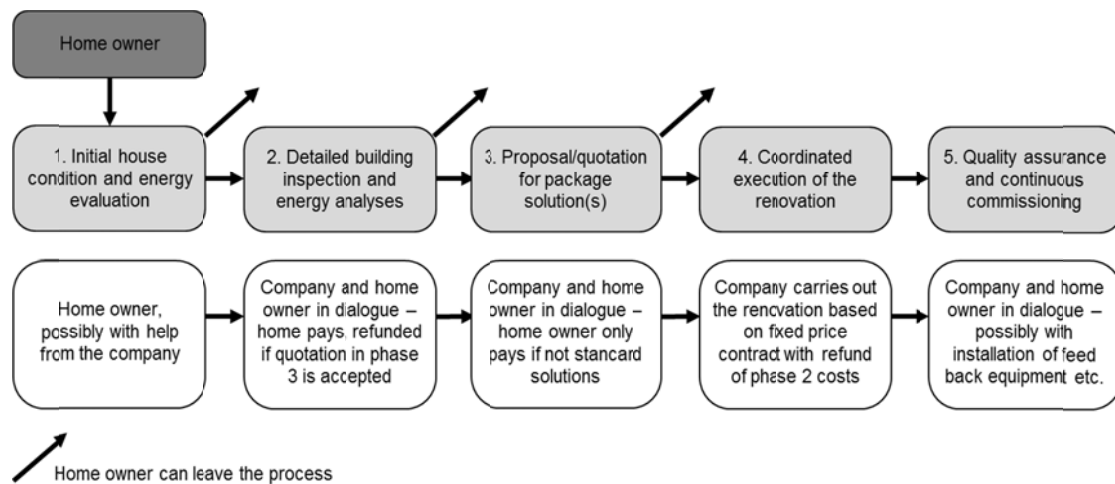 Home owner
1. Initial house
condition and energy
evaluation
2. Detailed building
inspection and
energy analyses
3. Proposal/quotation
for package
solution(s)
4. Coordinated
execution of the
renovation
5. Quality assurance
and continuous
commissioning
Home owner,
possibly with help
from the company
Company and home
owner in dialogue –
home pays, refunded
if quotation in phase
3 is accepted
Company and home
owner in dialogue –
home owner only
pays if not standard
solutions
Company carries out
the renovation based
on fixed price
contract with refund
of phase 2 costs
Company and home
owner in dialogue –
possibly with
installation of feed
back equipment etc.
Home owner can leave the process